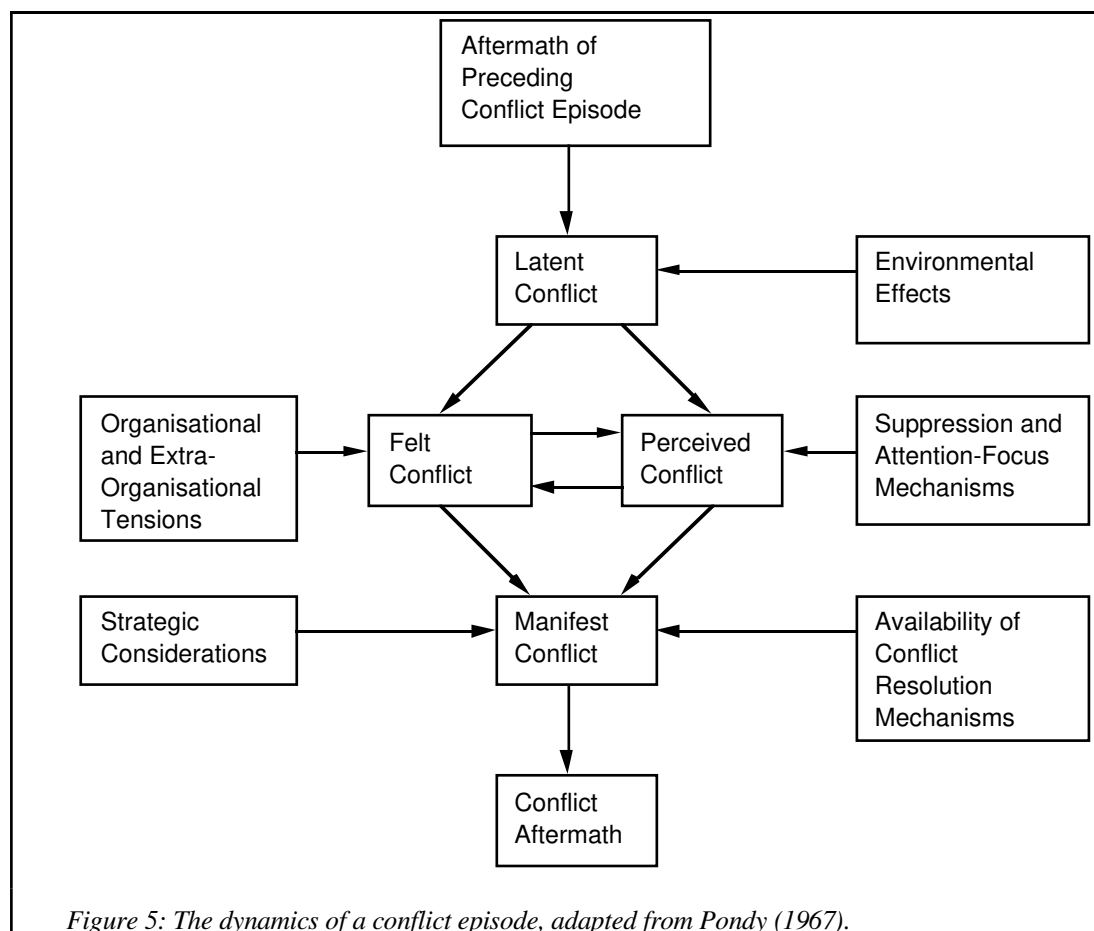 Aftermath of
Preceding
Conflict Episode
Latent
Conflict
Environmental
Effects
Organisational
and Extra-
Organisational
Tensions
Felt
Conflict
Perceived
Conflict
Suppression and
Attention-Focus
Mechanisms
Strategic
Considerations
Manifest
Conflict
Availability of
Conflict
Resolution
Mechanisms
Conflict
Aftermath
Figure 5: The dynamics of a conflict episode, adapted from Pondy (1967).